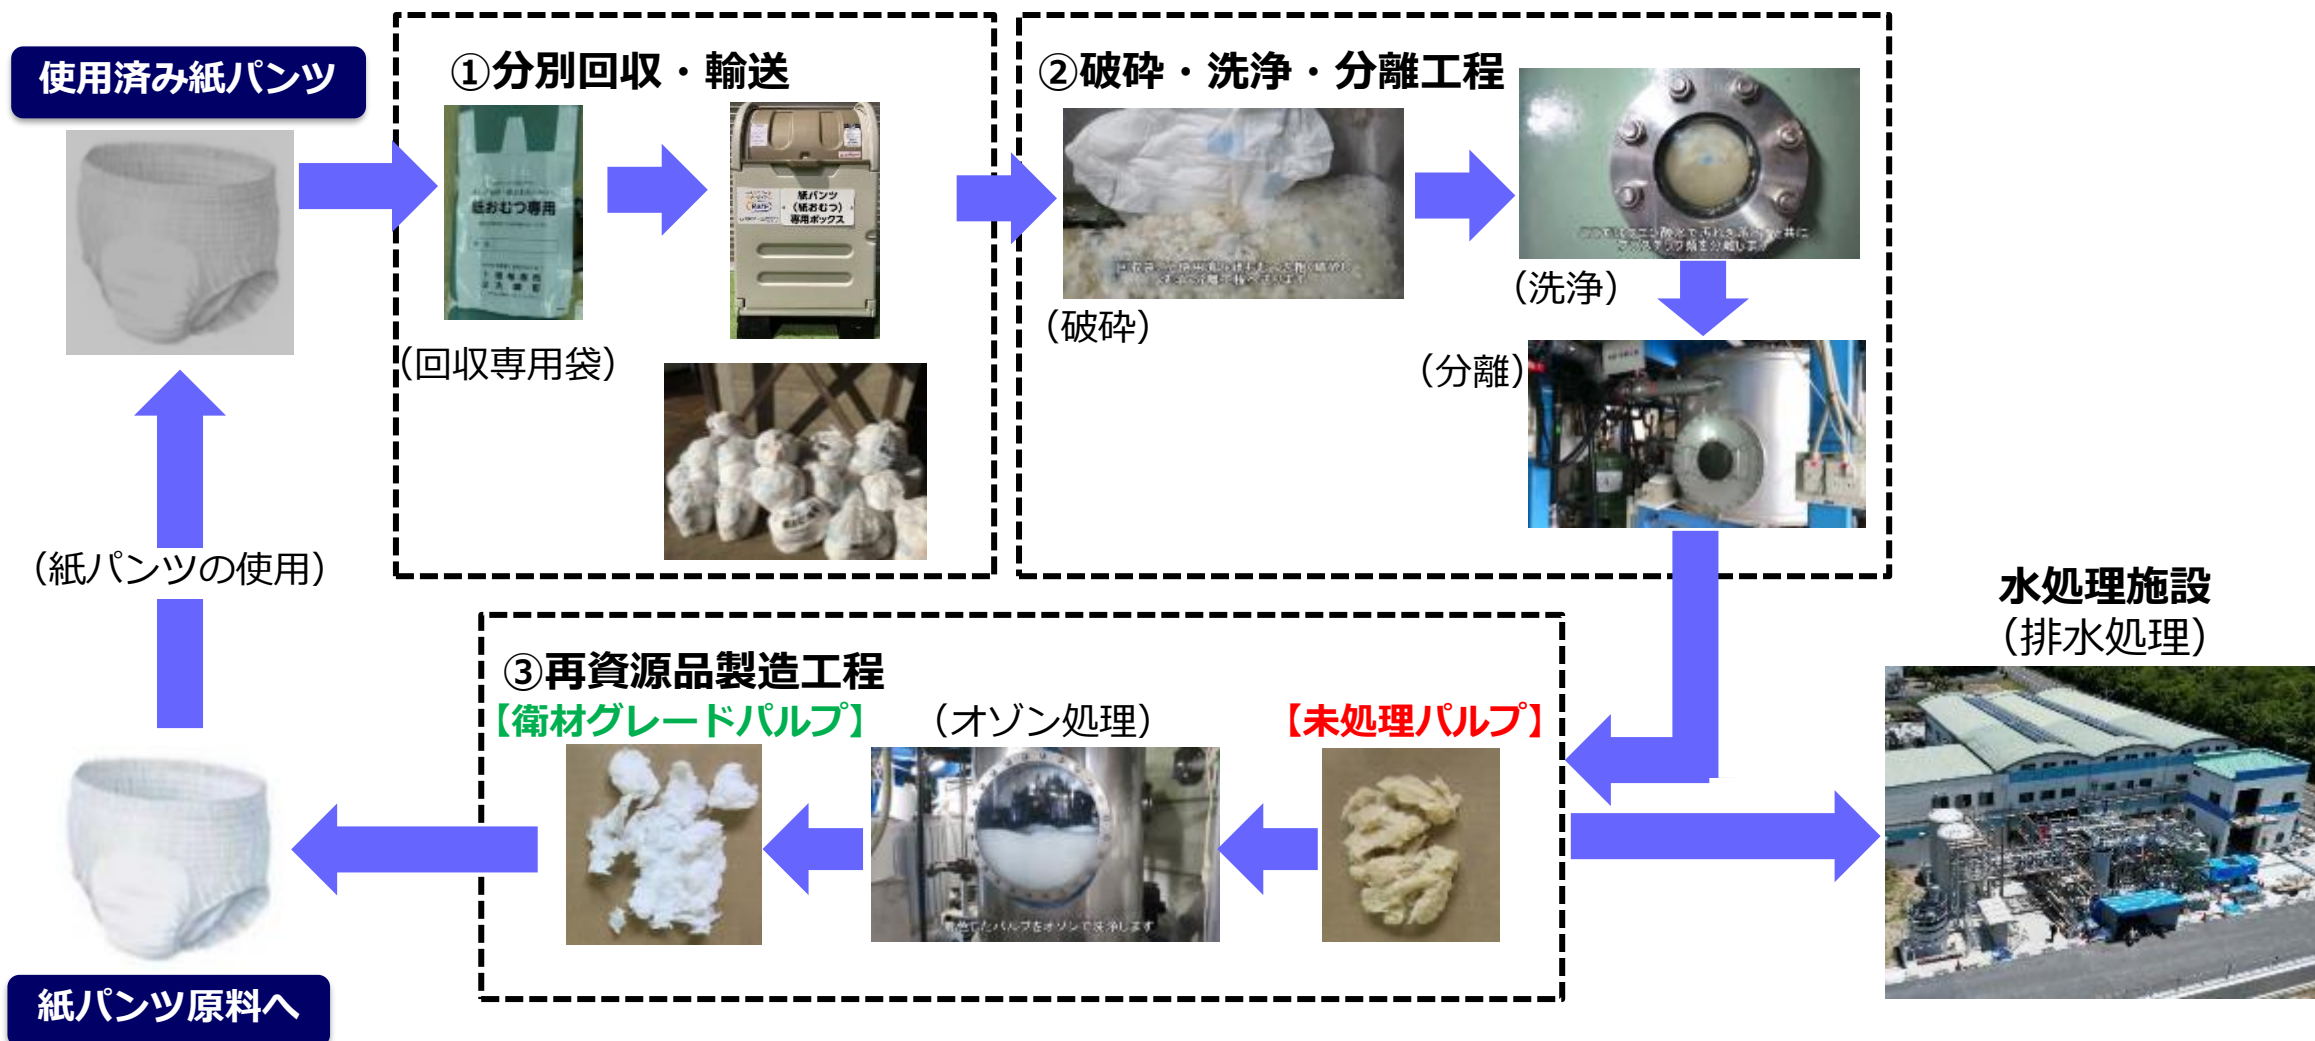 使用済み紙パンツ
①分別回収・輸送
紙おむつ専用
紙パンツ
（紙おむつ）
専用ボックス
（回収専用袋）
②破砕・洗浄・分離工程
（破砕）
（洗浄）
（分離）
（紙パンツの使用）
水処理施設
（排水処理）
③再資源品製造工程
【衛材グレードパルプ】
（オゾン処理）
【未処理パルプ】
紙パンツ原料へ